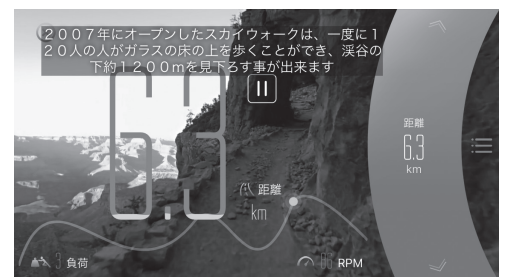 ２００７年にオープンしたスカイウォークは、一度に１
２０人の人がガラスの床の上を歩くことができ、渓谷の
下約１２００mを見下ろす事が出来ます
6.3
距離
km
距離
6.3
km
3 負荷
RPM